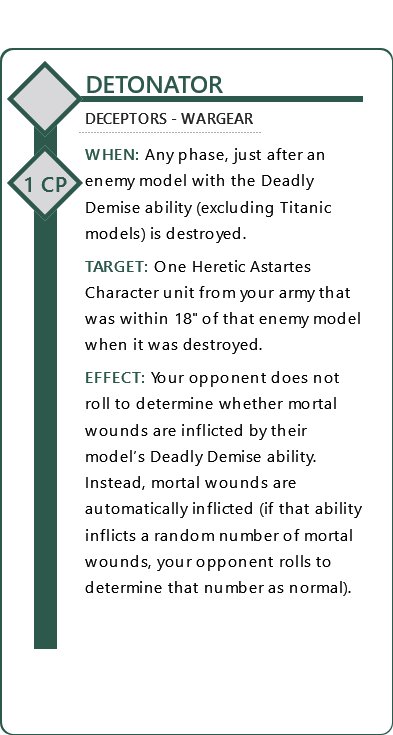 DETONATOR
DECEPTORS - WARGEAR
1 CP
WHEN: Any phase, just after an
enemy model with the Deadly
Demise ability (excluding Titanic
models) is destroyed.
TARGET: One Heretic Astartes
Character unit from your army that
was within 18" of that enemy model
when it was destroyed.
EFFECT: Your opponent does not
roll to determine whether mortal
wounds are inflicted by their
model’s Deadly Demise ability.
Instead, mortal wounds are
automatically inflicted (if that ability
inflicts a random number of mortal
wounds, your opponent rolls to
determine that number as normal).